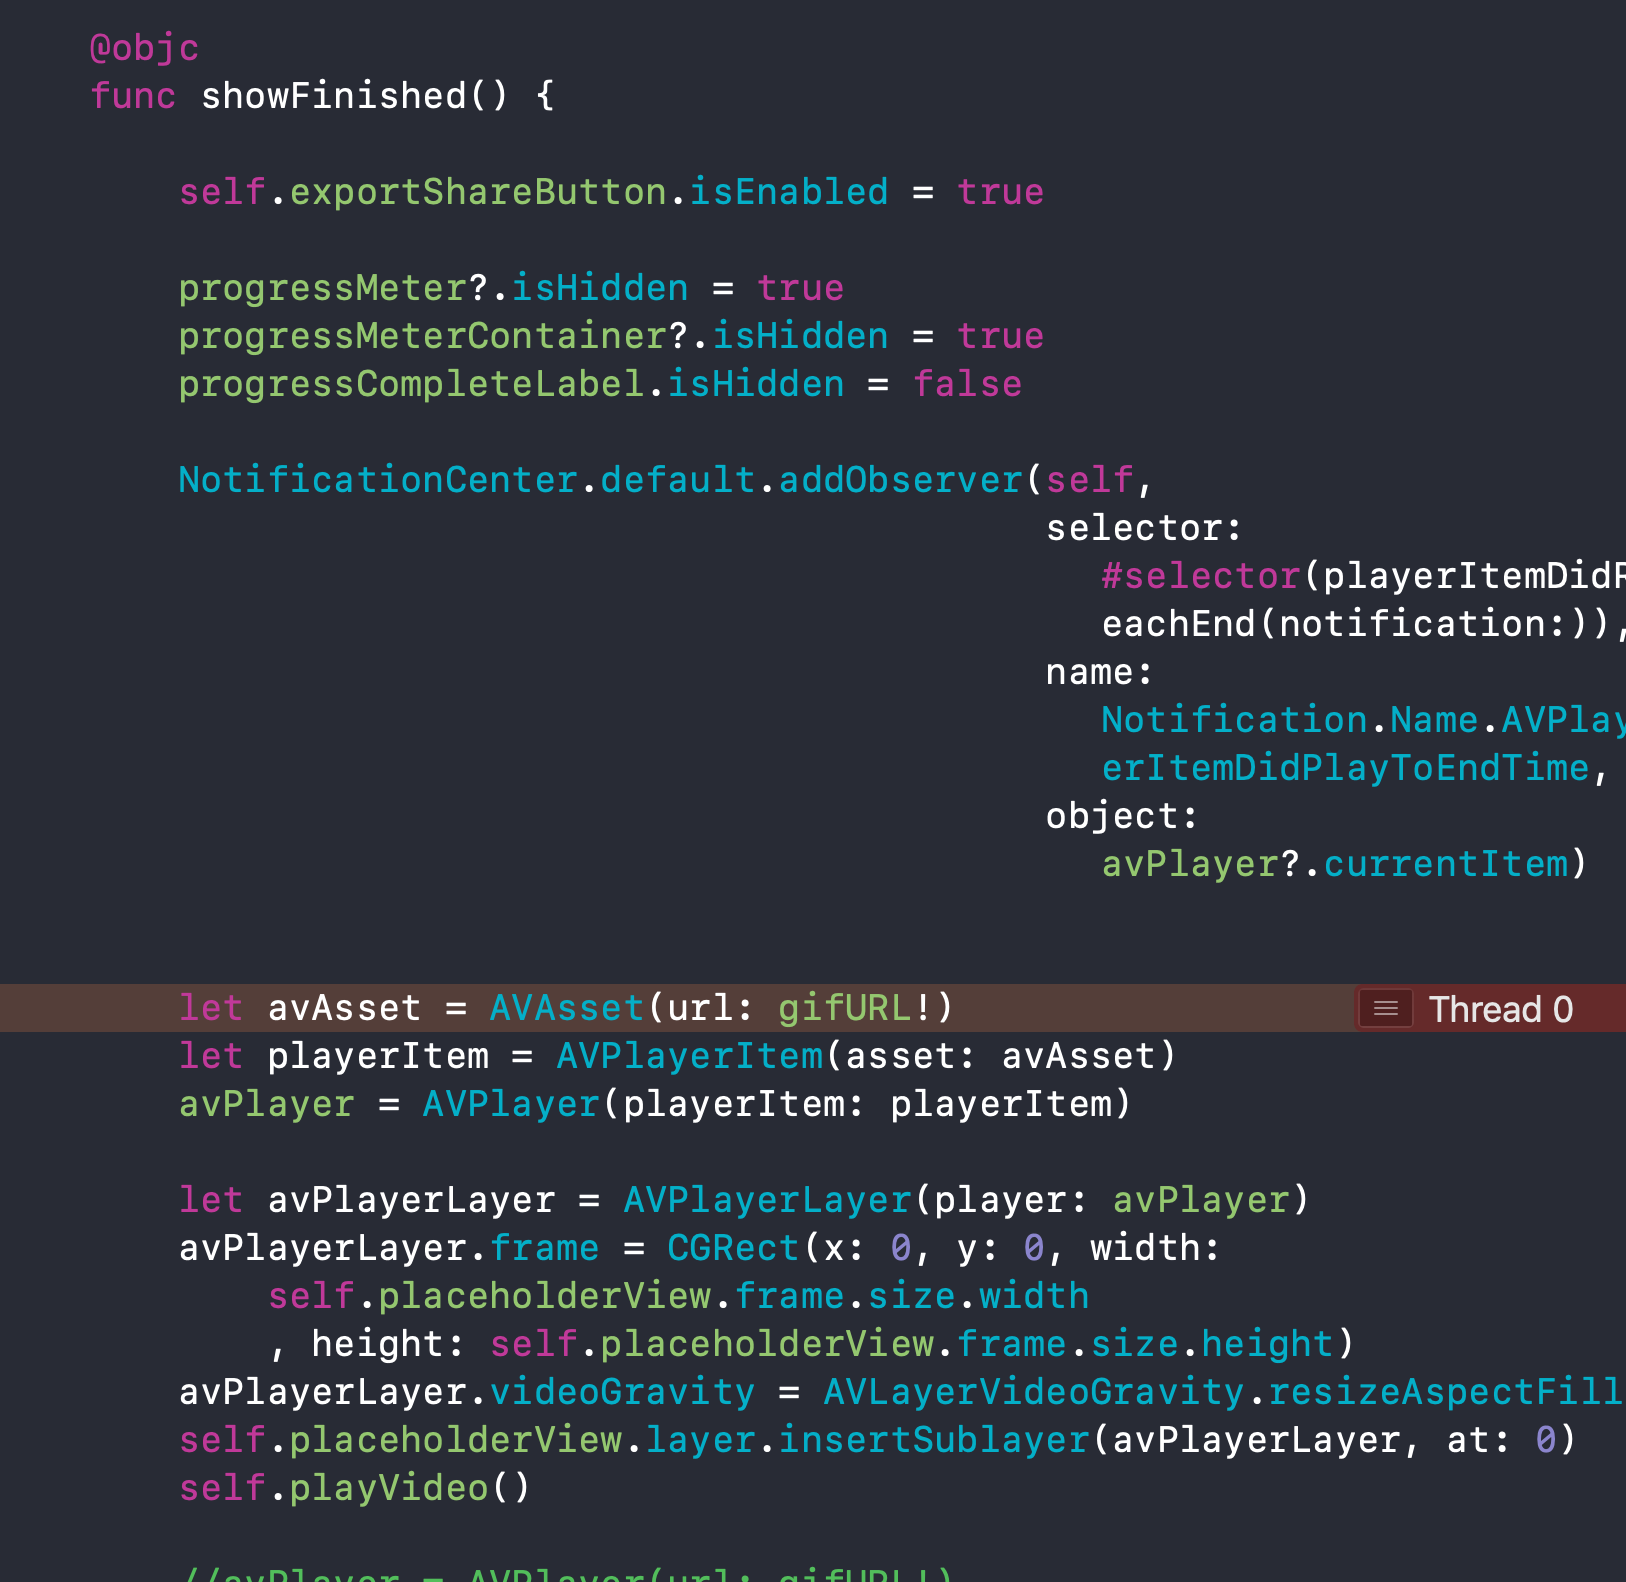 @objc
func showFinished() {
self.exportShareButton.isEnabled = true
progressMeter?.isHidden = true
progressMeterContainer?.isHidden = true
progressCompleteLabel.isHidden = false
NotificationCenter.default.addObserver(self,
selector:
#selector(playerItemDidR
eachEnd(notification:)),
name:
Notification.Name.AVPlay
erItemDidPlayToEndTime,
object:
avPlayer?.currentItem)
let avAsset = AVAsset(url: gifURL!) Thread 0
let playerItem = AVPlayerItem(asset: avAsset)
avPlayer = AVPlayer(playerItem: playerItem)
let avPlayerLayer = AVPlayerLayer(player: avPlayer)
avPlayerLayer.frame = CGRect(x: 0, y: 0, width:
self.placeholderView.frame.size.width
, height: self.placeholderView.frame.size.height)
avPlayerLayer.videoGravity = AVLayerVideoGravity.resizeAspectFill
self.placeholderView.layer.insertSublayer(avPlayerLayer, at: 0)
self.playVideo()
//avPlayer = AVPlayer(url: gifURL!)